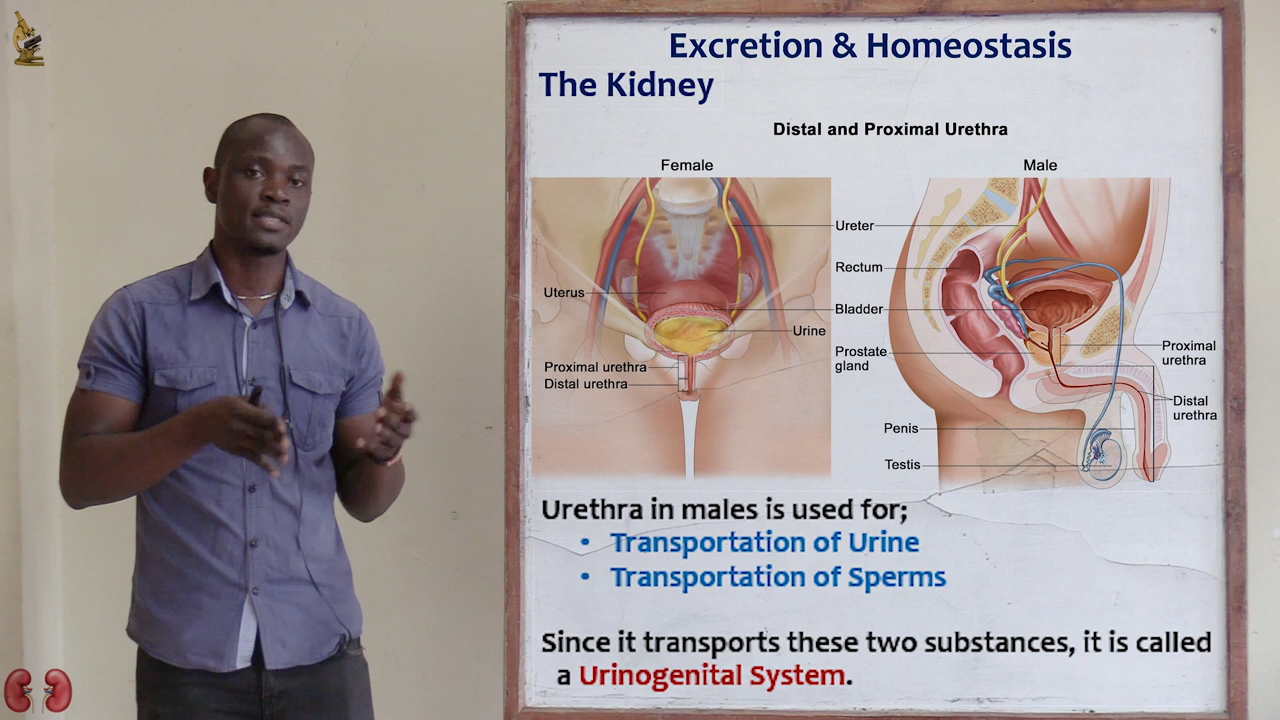 Excretion & Homeostasis
The Kidney
Distal and Proximal Urethra
Female
Male
Ureter
Rectum
Uterus
Bladder
Urine
Prostate
gland
Proximal
urethra
Proximal urethra
Distal urethra
Distal
urethra
Penis
Testis
Urethra in males is used for;
• Transportation of Urine
• Transportation of Sperms
Since it transports these two substances, it is called
a Urinogenital System.